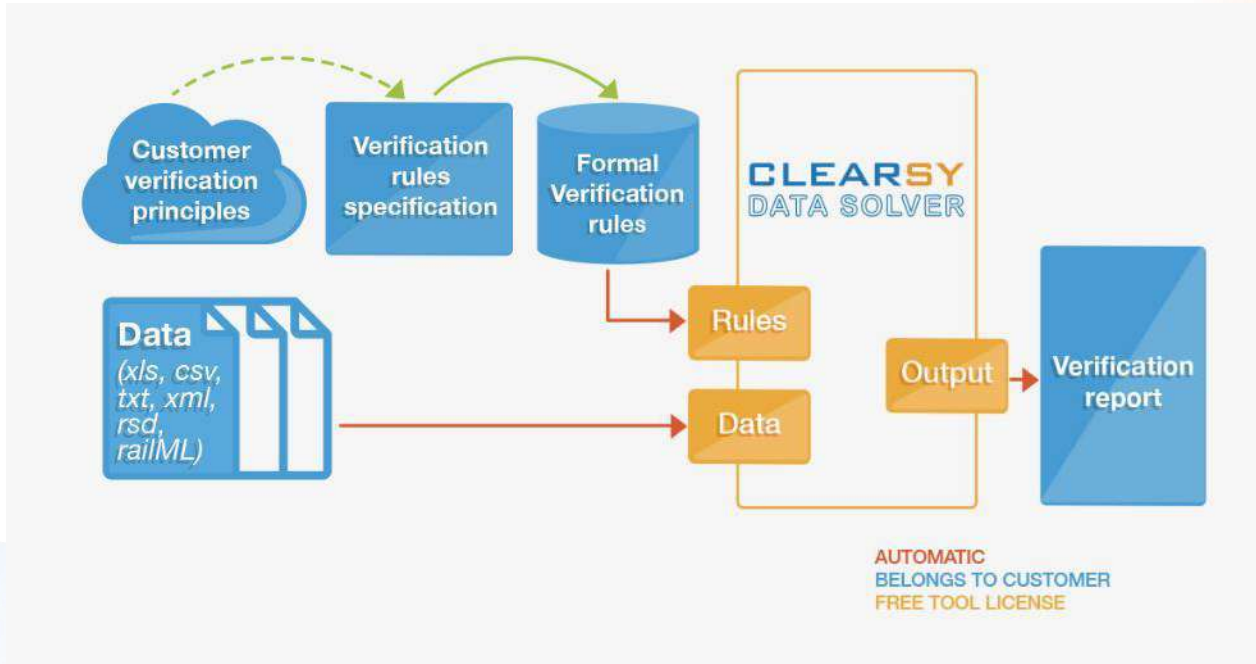 Customer
verification
principles
Verification
rules
specification
Formal
Verification
rules
CLEARSY
DATA SOLVER
Data
(xls, csv,
txt, xml,
rsd,
railML)
Rules
Data
Output
Verification
report
AUTOMATIC
BELONGS TO CUSTOMER
FREE TOOL LICENSE